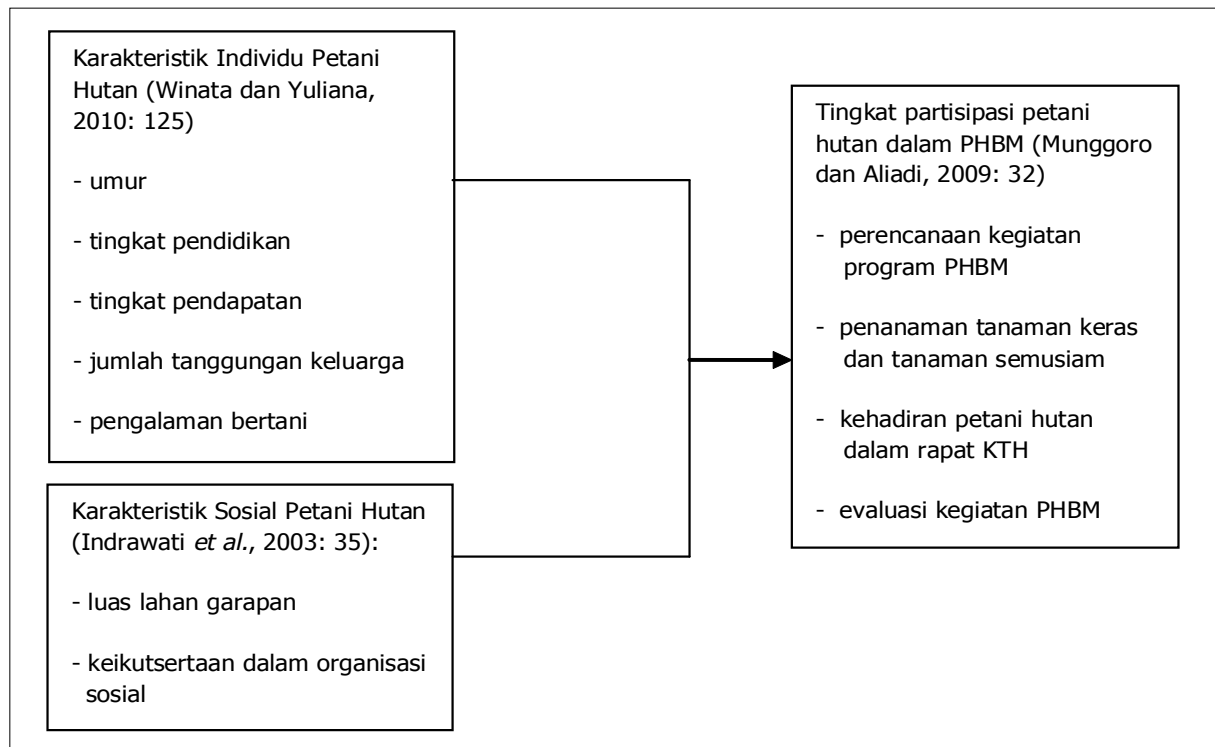 Karakteristik Individu Petani
Hutan (Winata dan Yuliana,
2010: 125)
- umur
- tingkat pendidikan
- tingkat pendapatan
- jumlah tanggungan keluarga
- pengalaman bertani
Karakteristik Sosial Petani Hutan
(Indrawati et al., 2003: 35):
- luas lahan garapan
- keikutsertaan dalam organisasi
sosial
Tingkat partisipasi petani
hutan dalam PHBM (Munggoro
dan Aliadi, 2009: 32)
- perencanaan kegiatan
program PHBM
- penanaman tanaman keras
dan tanaman semusiam
- kehadiran petani hutan
dalam rapat KTH
- evaluasi kegiatan PHBM